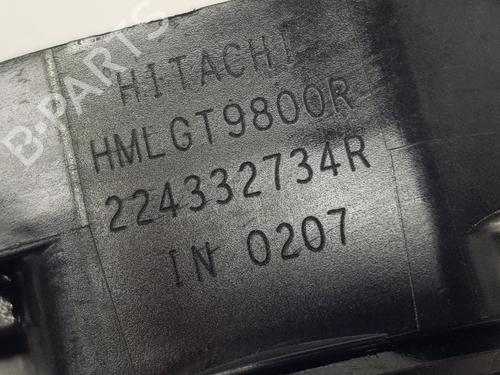 B-PARTS
HITACHI
HMLGT9800R
224332734R
IN 0207